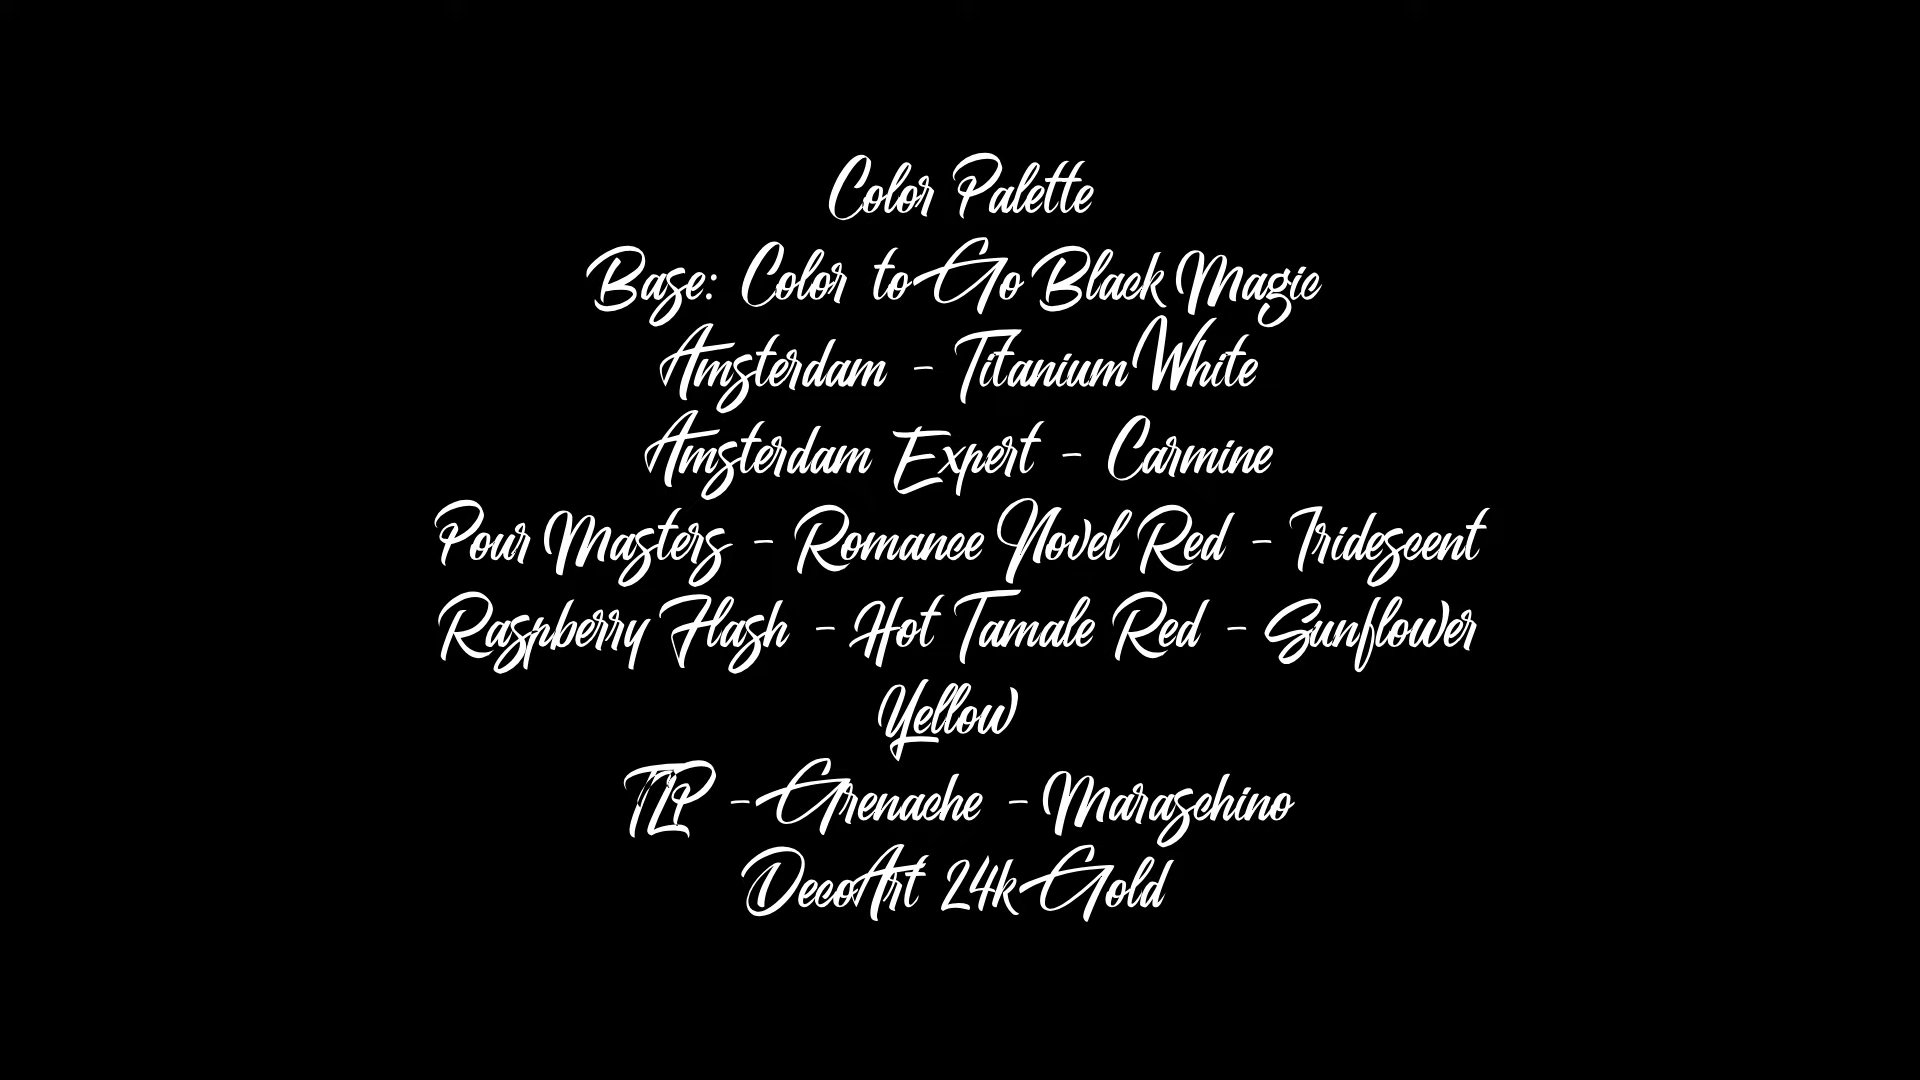 Color Palette
Base: Color to Go Black Magic
Amsterdam - Titanium White
Amsterdam Expert - Carmine
Pour Masters - Romance Novel Red - Iridescent
Raspberry Flash - Hot Tamale Red - Sunflower
Yellow
TLP - Grenache - Maraschino
DecoArt 24k Gold